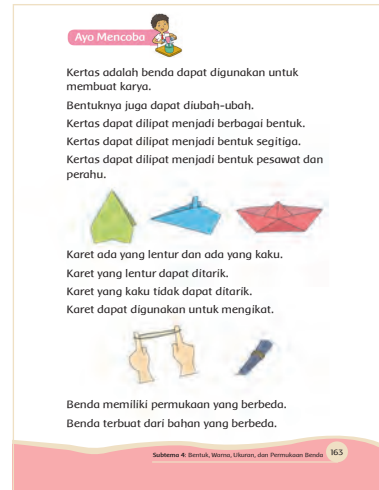 Ayo Mencoba
Kertas adalah benda dapat digunakan untuk
membuat karya.
Bentuknya juga dapat diubah-ubah.
Kertas dapat dilipat menjadi berbagai bentuk.
Kertas dapat dilipat menjadi bentuk segitiga.
Kertas dapat dilipat menjadi bentuk pesawat dan
perahu.
Karet ada yang lentur dan ada yang kaku.
Karet yang lentur dapat ditarik.
Karet yang kaku tidak dapat ditarik.
Karet dapat digunakan untuk mengikat.
Benda memiliki permukaan yang berbeda.
Benda terbuat dari bahan yang berbeda.
Subtema 4: Bentuk, Warna, Ukuran, dan Permukaan Benda 163